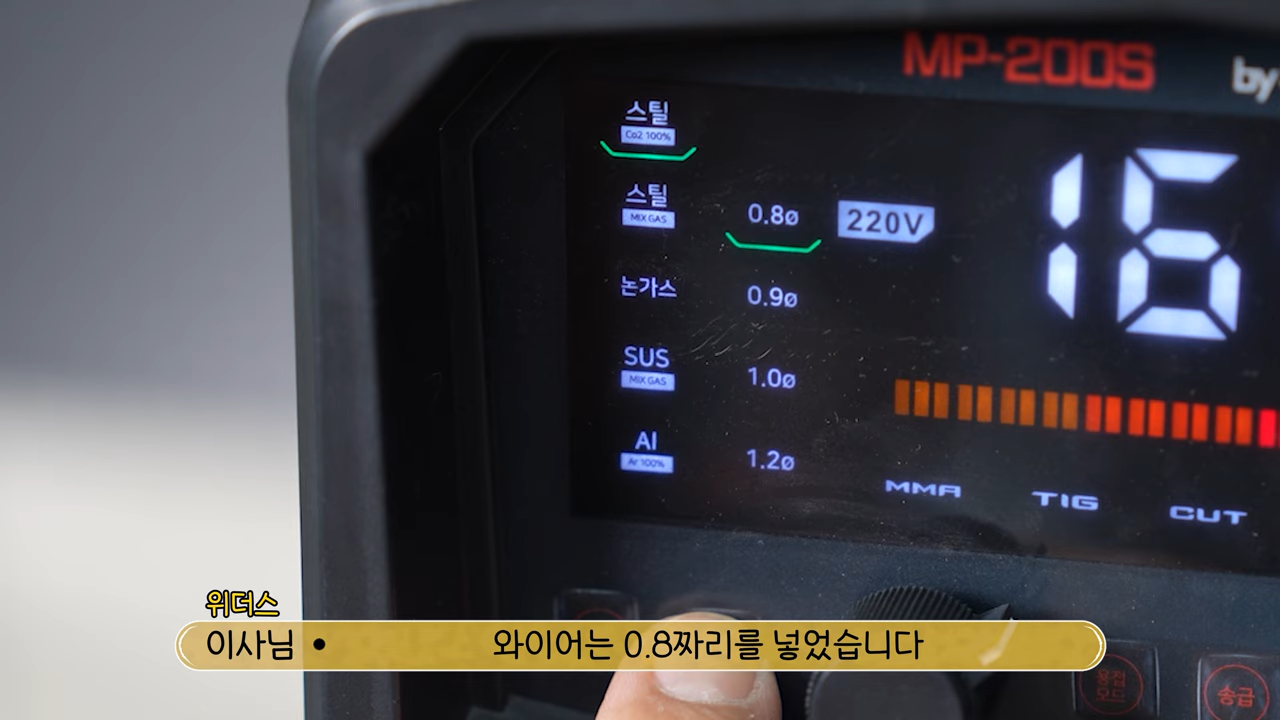 MP-200S by
스틸
Co2 100%
스틸
MIX GAS
논가스
SUS
MIX GAS
Al
Ar 100%
0.8ø
0.9ø
1.0ø
1.2ø
220V
16
MMA TIG CUT
용접
모드
송급
위더스
이사님 • 와이어는 0.8짜리를 넣었습니다